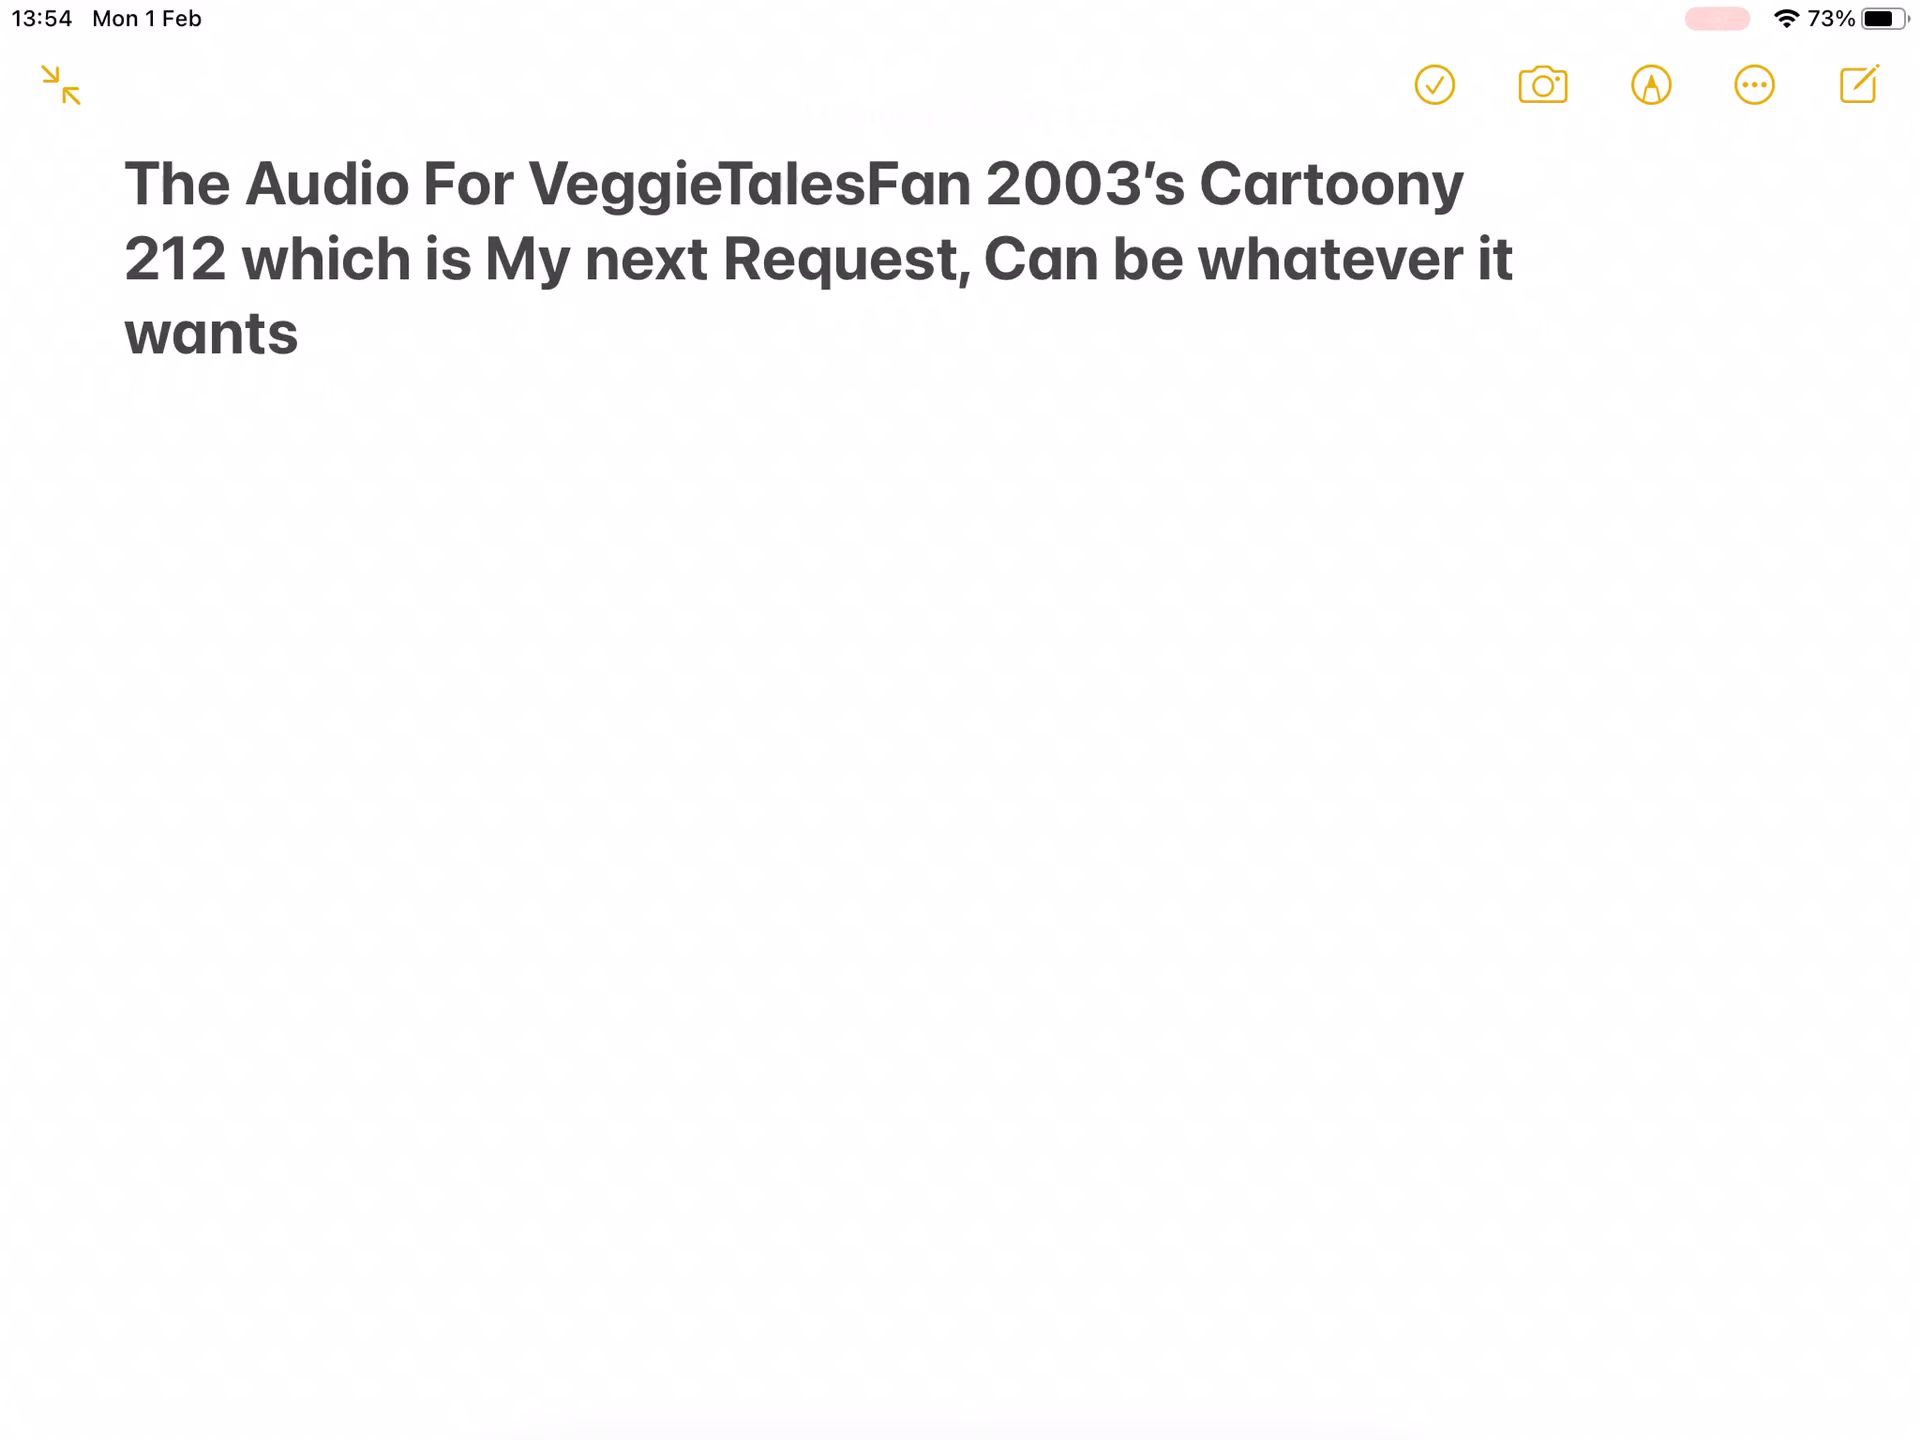 13:54 Mon 1 Feb 73%
The Audio For VeggieTalesFan 2003’s Cartoony
212 which is My next Request, Can be whatever it
wants